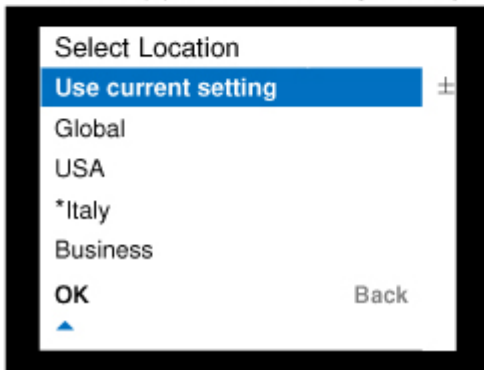 Select Location
Use current setting ±
Global
USA
*Italy
Business
OK Back